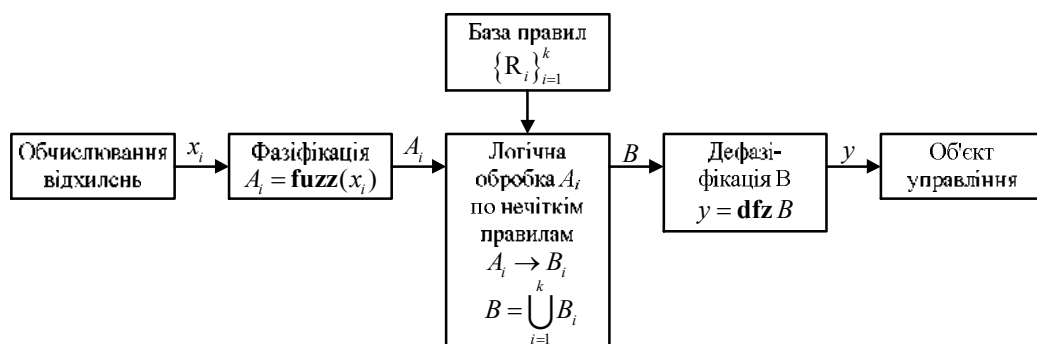 База правил
{R_i}_{i=1}^{k}
Обчислювання
відхилень
x_i
Фазіфікація
A_i = fuzz(x_i)
A_i
Логічна
обробка A_i
по нечіткім
правилам
A_i → B_i
B = ⋃_{i=1}^{k} B_i
B
Дефазі-
фікація B
y = dfz B
y
Об'єкт
управління